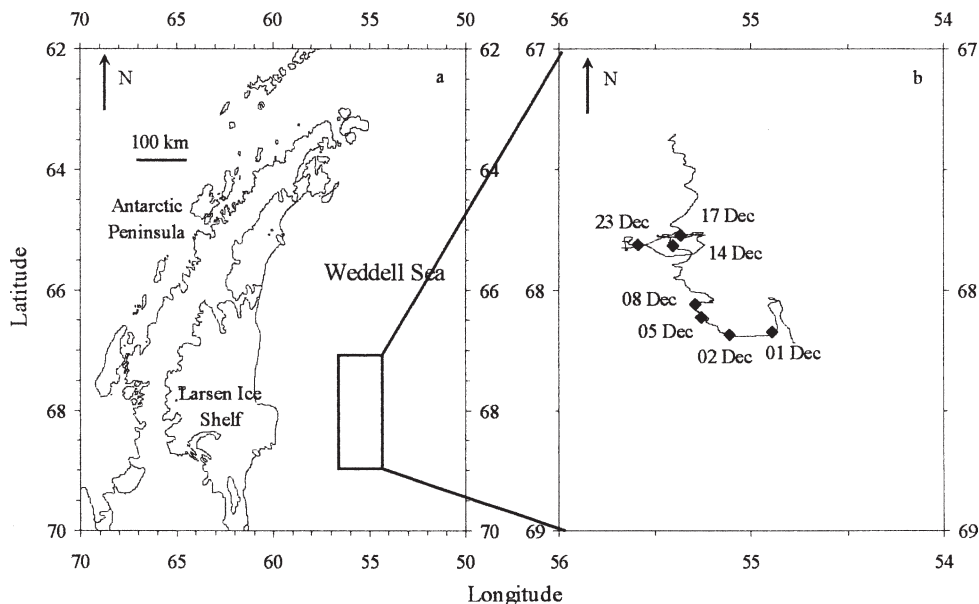 70 65 60 55 50 56 55 54
62 62 67 67
N a N b
100 km
64 64
Antarctic
Peninsula
17 Dec
23 Dec
14 Dec
Weddell Sea
Latitude
66 66
68
08 Dec
05 Dec
02 Dec
01 Dec
Larsen Ice
Shelf
68 68
70 70 69 69
70 65 60 55 50 56 55 54
Longitude